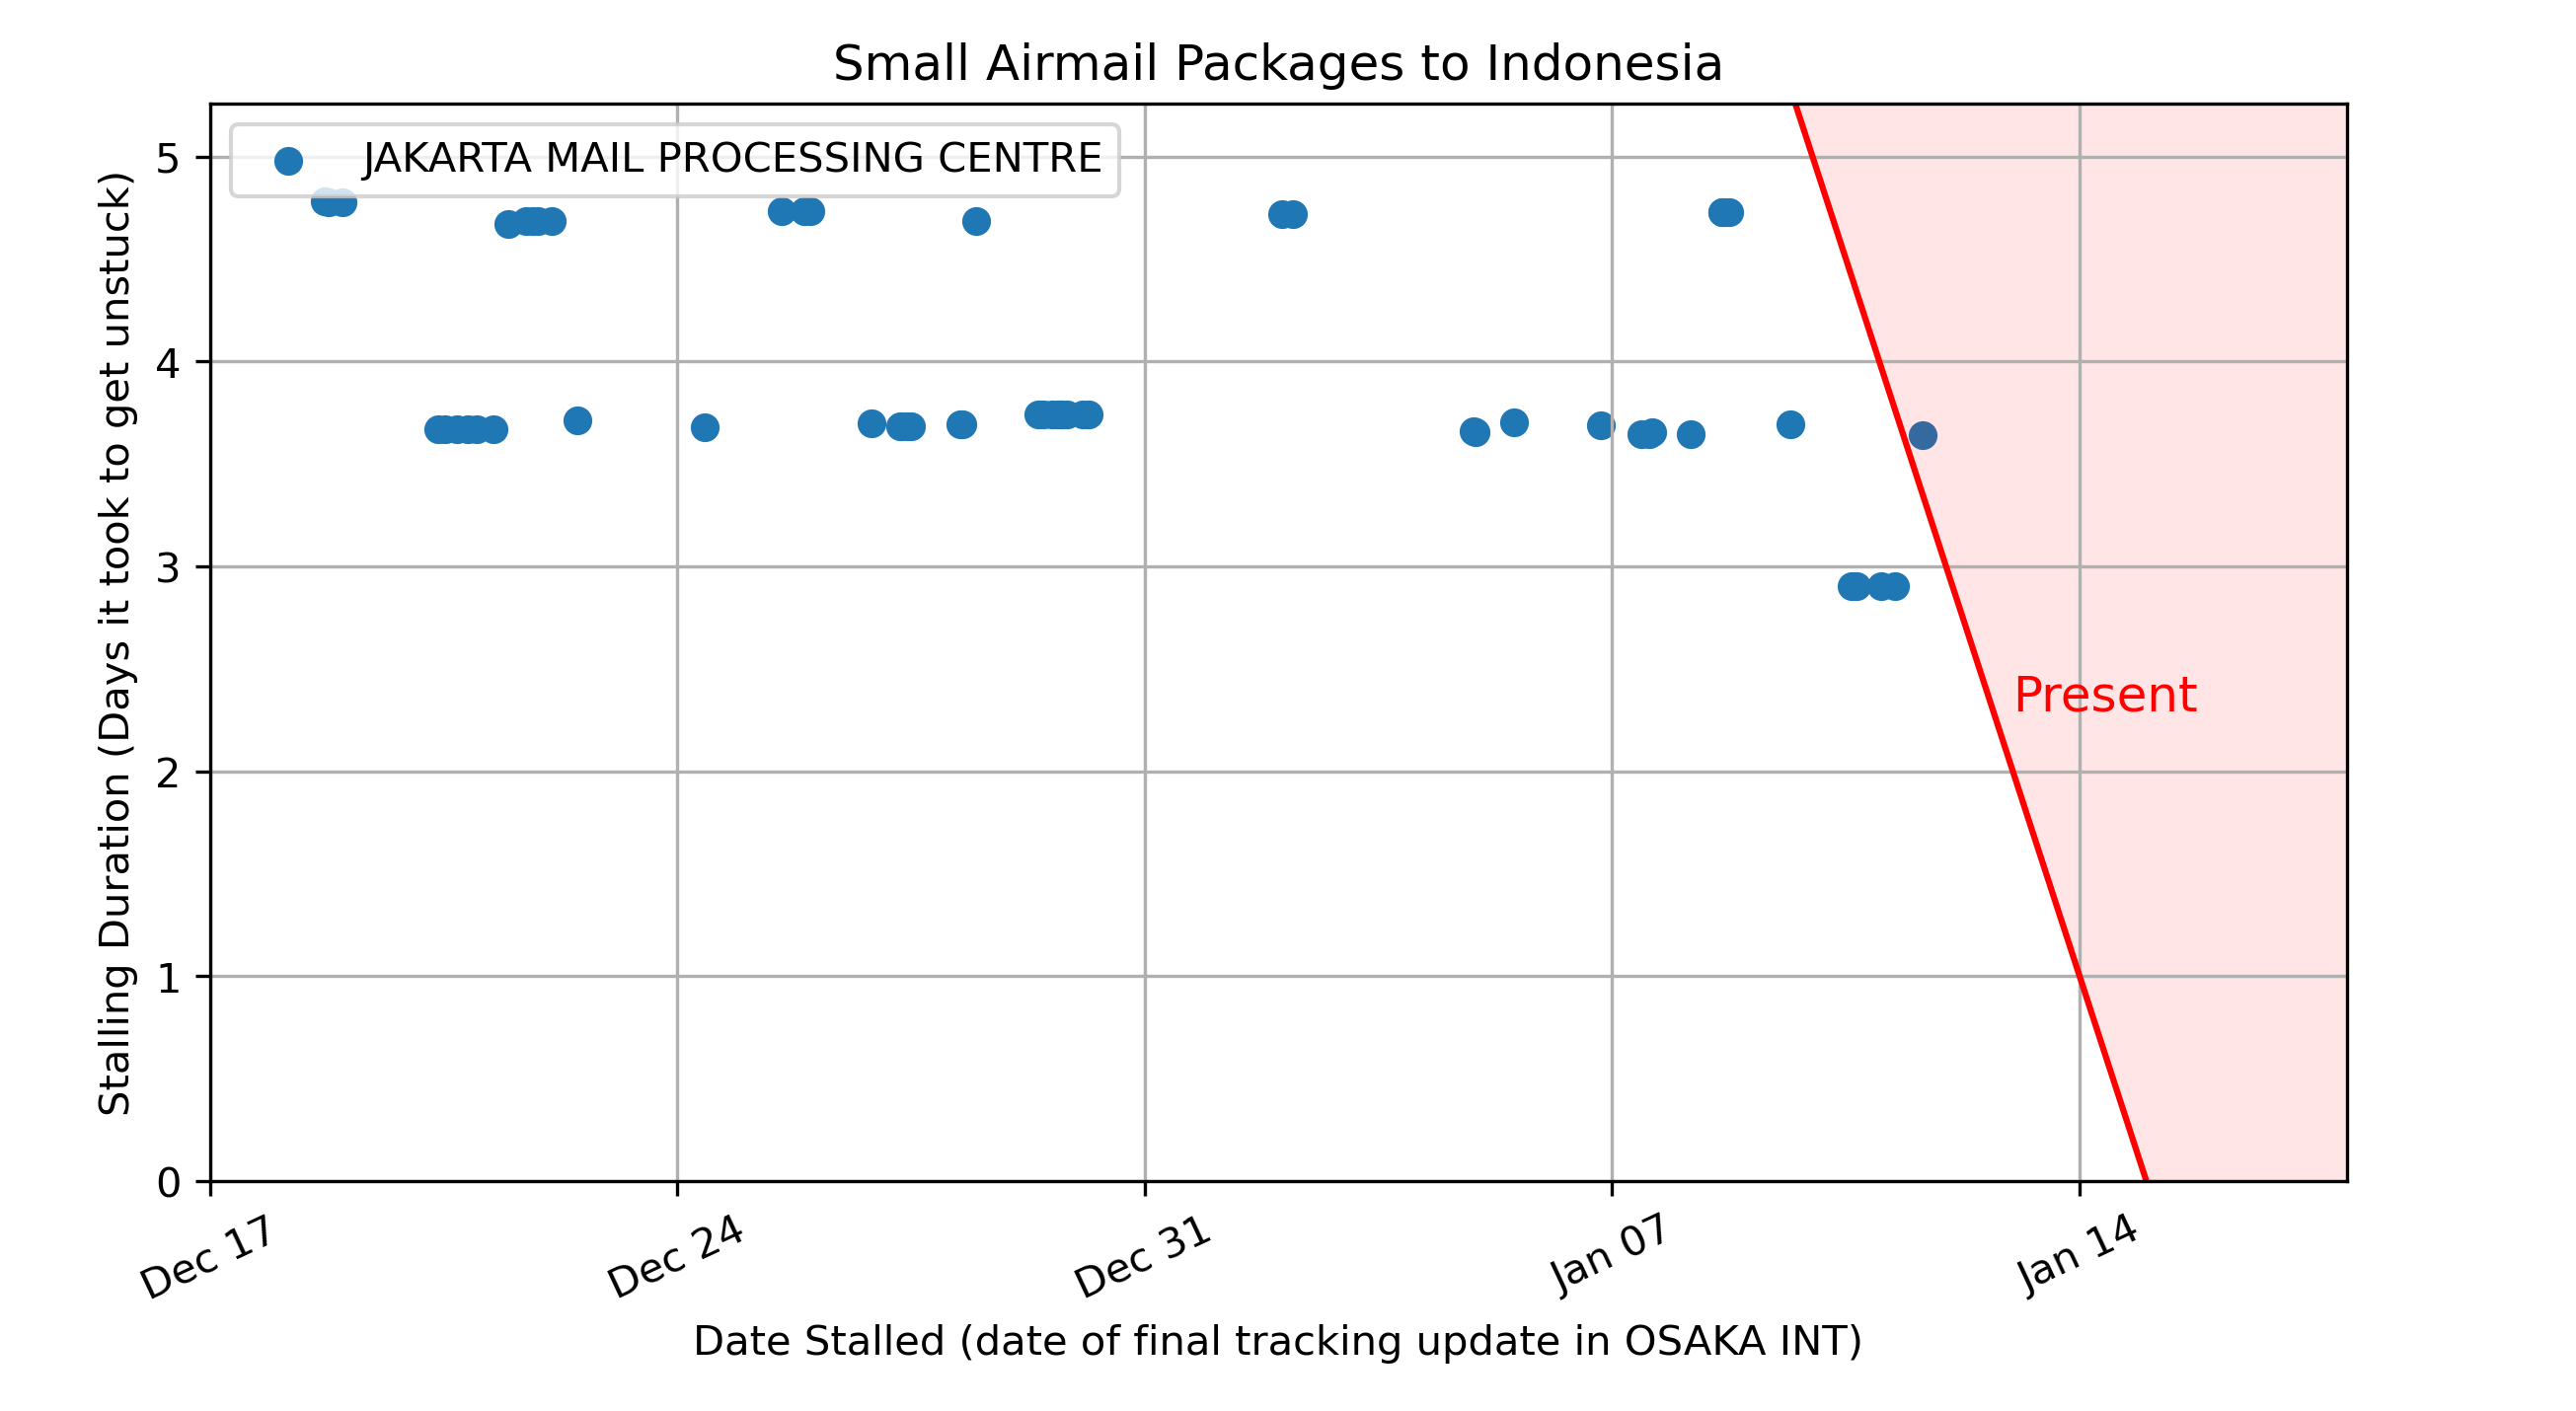 Small Airmail Packages to Indonesia
JAKARTA MAIL PROCESSING CENTRE
Stalling Duration (Days it took to get unstuck)
5
4
3
2
1
0
Present
Dec 17
Dec 24
Dec 31
Jan 07
Jan 14
Date Stalled (date of final tracking update in OSAKA INT)